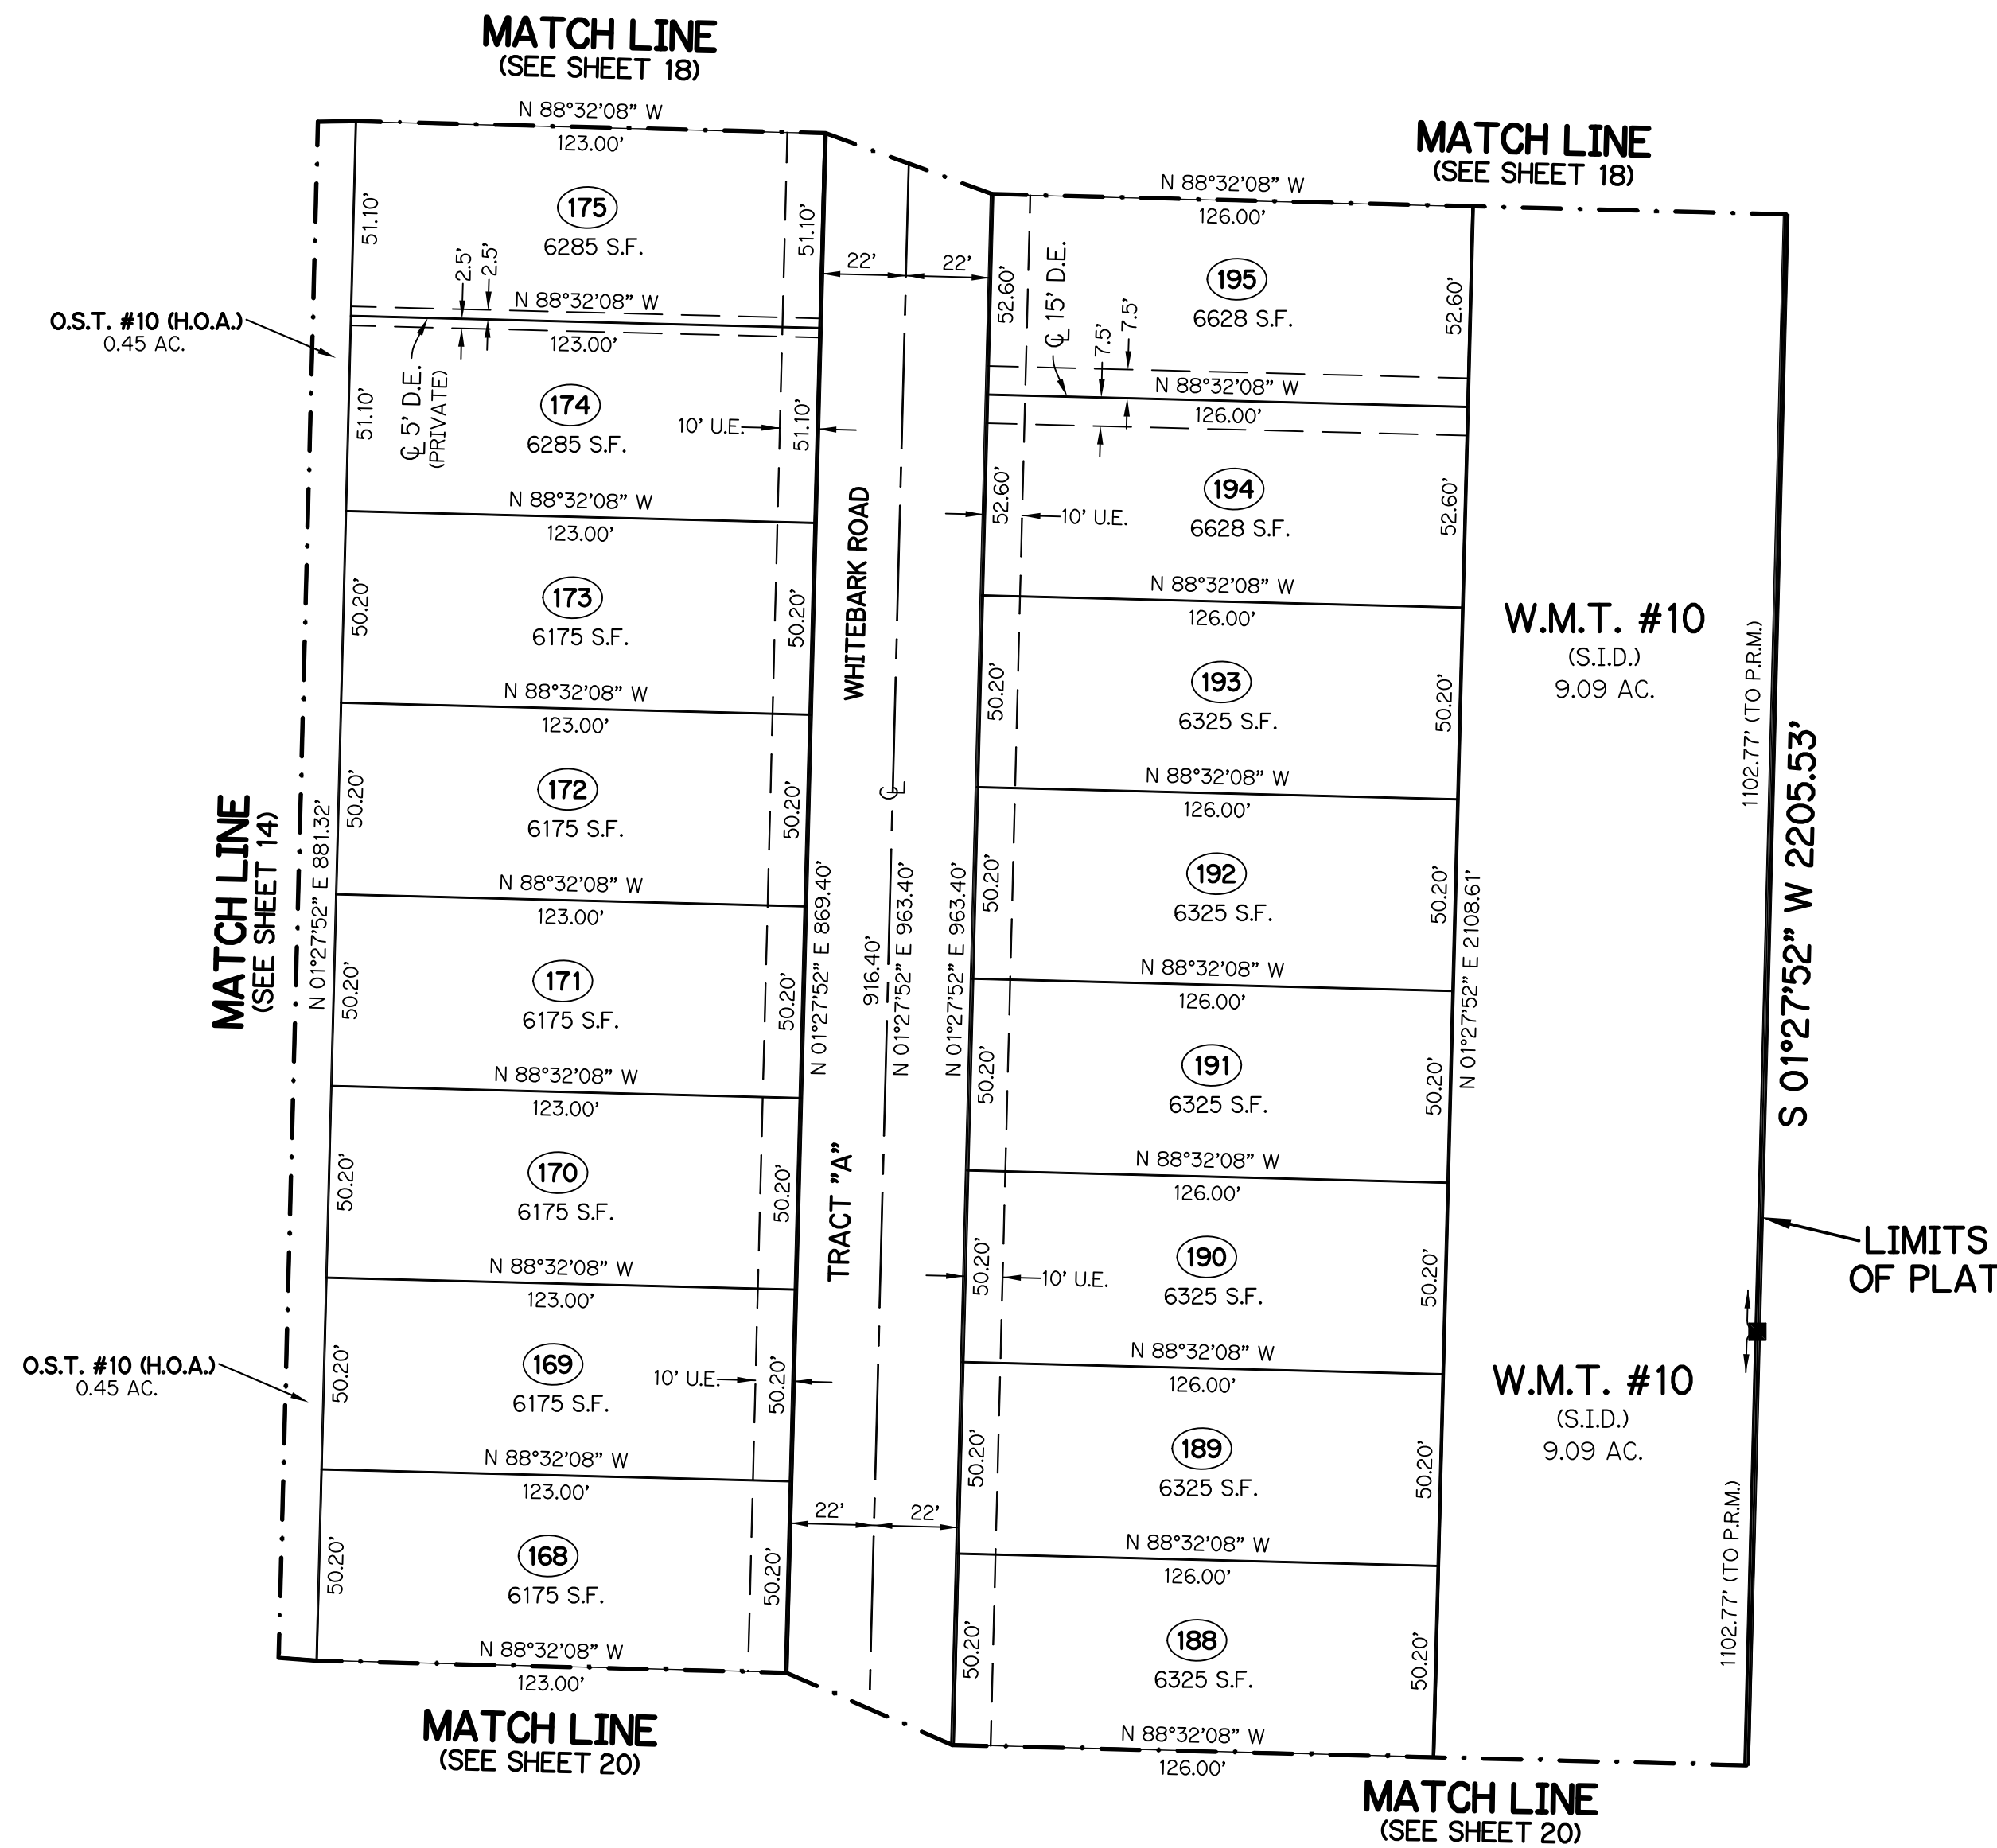 MATCH LINE
(SEE SHEET 18)
N 88°32'08" W
123.00'
51.10'
175
6285 S.F.
51.10'
2.5'
2.5'
N 88°32'08" W
123.00'
O.S.T. #10 (H.O.A.)
0.45 AC.
51.10'
℄ 5' D.E.
(PRIVATE)
174
6285 S.F.
10' U.E.
51.10'
N 88°32'08" W
123.00'
50.20'
173
6175 S.F.
50.20'
N 88°32'08" W
123.00'
50.20'
172
6175 S.F.
50.20'
N 88°32'08" W
123.00'
MATCH LINE
(SEE SHEET 14)
N 01°27'52" E 881.32'
50.20'
171
6175 S.F.
50.20'
N 88°32'08" W
123.00'
50.20'
170
6175 S.F.
50.20'
N 88°32'08" W
123.00'
O.S.T. #10 (H.O.A.)
0.45 AC.
50.20'
169
6175 S.F.
10' U.E.
50.20'
N 88°32'08" W
123.00'
50.20'
168
6175 S.F.
50.20'
N 88°32'08" W
123.00'
MATCH LINE
(SEE SHEET 20)
22'
22'
WHITEBARK ROAD
℄
N 01°27'52" E 869.40'
916.40'
N 01°27'52" E 963.40'
N 01°27'52" E 963.40'
TRACT "A"
22'
22'
MATCH LINE
(SEE SHEET 18)
N 88°32'08" W
126.00'
52.60'
℄ 15' D.E.
195
6628 S.F.
52.60'
7.5'
7.5'
N 88°32'08" W
126.00'
52.60'
194
6628 S.F.
52.60'
10' U.E.
N 88°32'08" W
126.00'
50.20'
193
6325 S.F.
50.20'
N 88°32'08" W
126.00'
50.20'
192
6325 S.F.
50.20'
N 88°32'08" W
126.00'
N 01°27'52" E 2108.61'
50.20'
191
6325 S.F.
50.20'
N 88°32'08" W
126.00'
50.20'
10' U.E.
190
6325 S.F.
50.20'
N 88°32'08" W
126.00'
50.20'
189
6325 S.F.
50.20'
N 88°32'08" W
126.00'
50.20'
188
6325 S.F.
50.20'
N 88°32'08" W
126.00'
MATCH LINE
(SEE SHEET 20)
W.M.T. #10
(S.I.D.)
9.09 AC.
1102.77' (TO P.R.M.)
S 01°27'52" W 2205.53'
LIMITS
OF PLAT
W.M.T. #10
(S.I.D.)
9.09 AC.
1102.77' (TO P.R.M.)